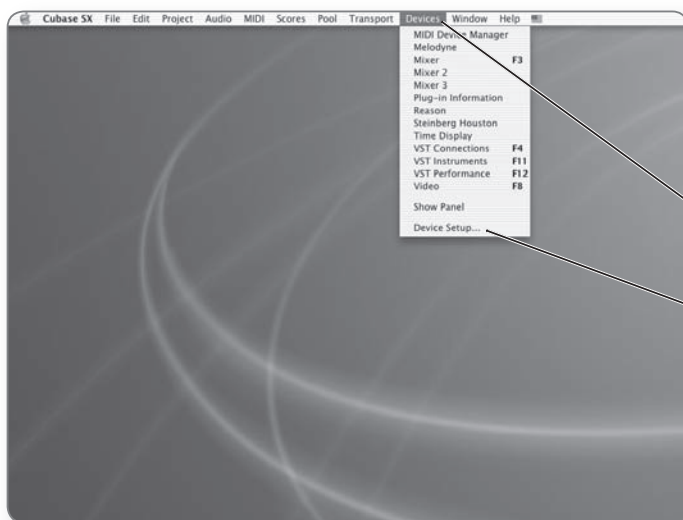 Cubase SX File Edit Project Audio MIDI Scores Pool Transport Devices Window Help
MIDI Device Manager
Melodyne
Mixer F3
Mixer 2
Mixer 3
Plug-in Information
Reason
Steinberg Houston
Time Display
VST Connections F4
VST Instruments F11
VST Performance F12
Video F8
Show Panel
Device Setup...